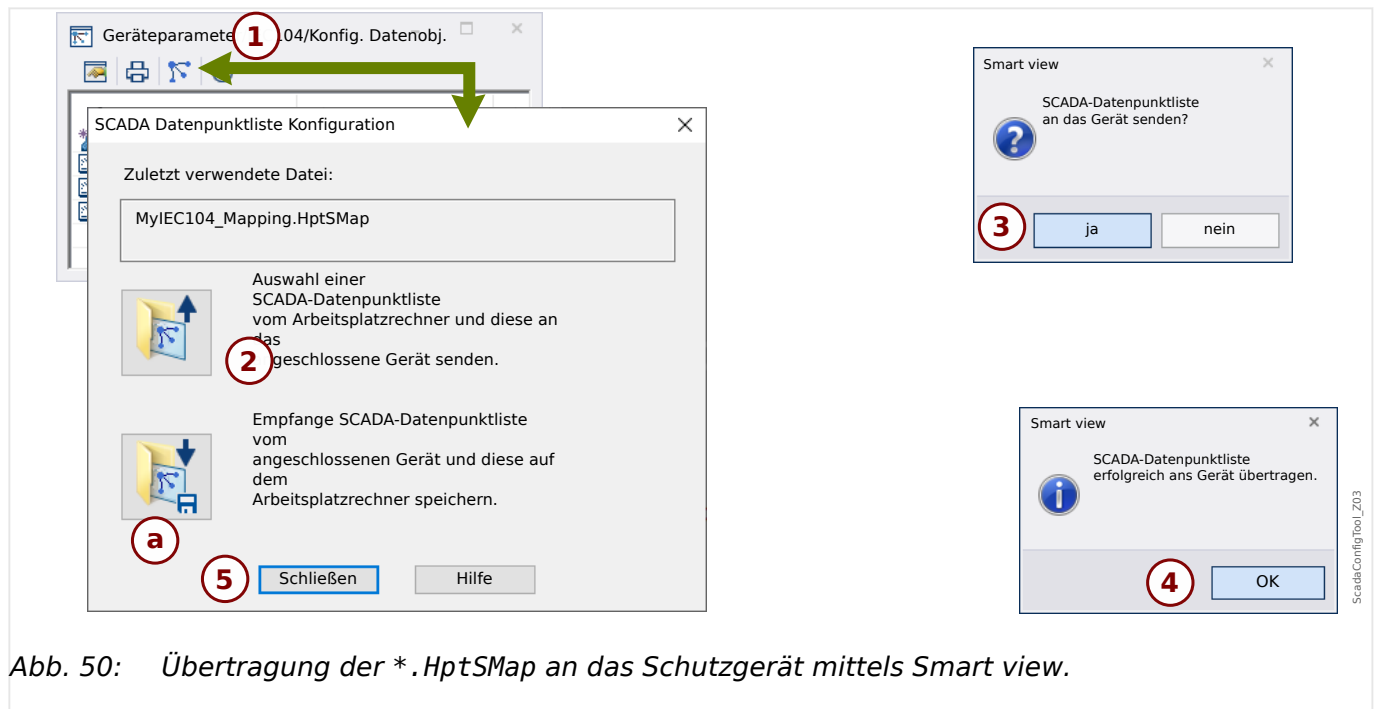 Geräteparamete 1 104/Konfig. Datenobj.
SCADA Datenpunktliste Konfiguration
Zuletzt verwendete Datei:
MyIEC104_Mapping.HptSMap
Auswahl einer
SCADA-Datenpunktliste
vom Arbeitsplatzrechner und diese an
das
2 geschlossene Gerät senden.
Empfange SCADA-Datenpunktliste
vom
angeschlossenen Gerät und diese auf
dem
Arbeitsplatzrechner speichern.
a
5 Schließen Hilfe
Smart view
SCADA-Datenpunktliste
an das Gerät senden?
3 ja nein
Smart view
SCADA-Datenpunktliste
erfolgreich ans Gerät übertragen.
4 OK
ScadaConfigTool_Z03
Abb. 50: Übertragung der *.HptSMap an das Schutzgerät mittels Smart view.